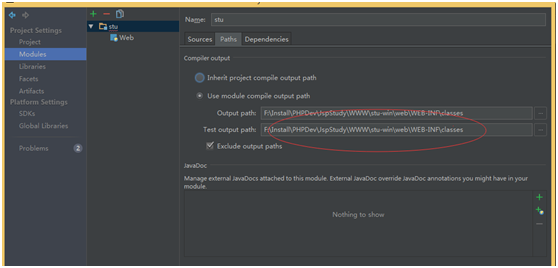 Name: stu
stu
Web
Project Settings
Project
Modules
Libraries
Facets
Artifacts
Platform Settings
SDKs
Global Libraries
Problems 2
Sources Paths Dependencies
Compiler output
Inherit project compile output path
Use module compile output path
Output path: F:\Install\PHPDev\JspStudy\WWW\stu-win\web\WEB-INF\classes ...
Test output path: F:\Install\PHPDev\JspStudy\WWW\stu-win\web\WEB-INF\classes ...
Exclude output paths
JavaDoc
Manage external JavaDocs attached to this module. External JavaDoc override JavaDoc annotations you might have in your
module.
Nothing to show